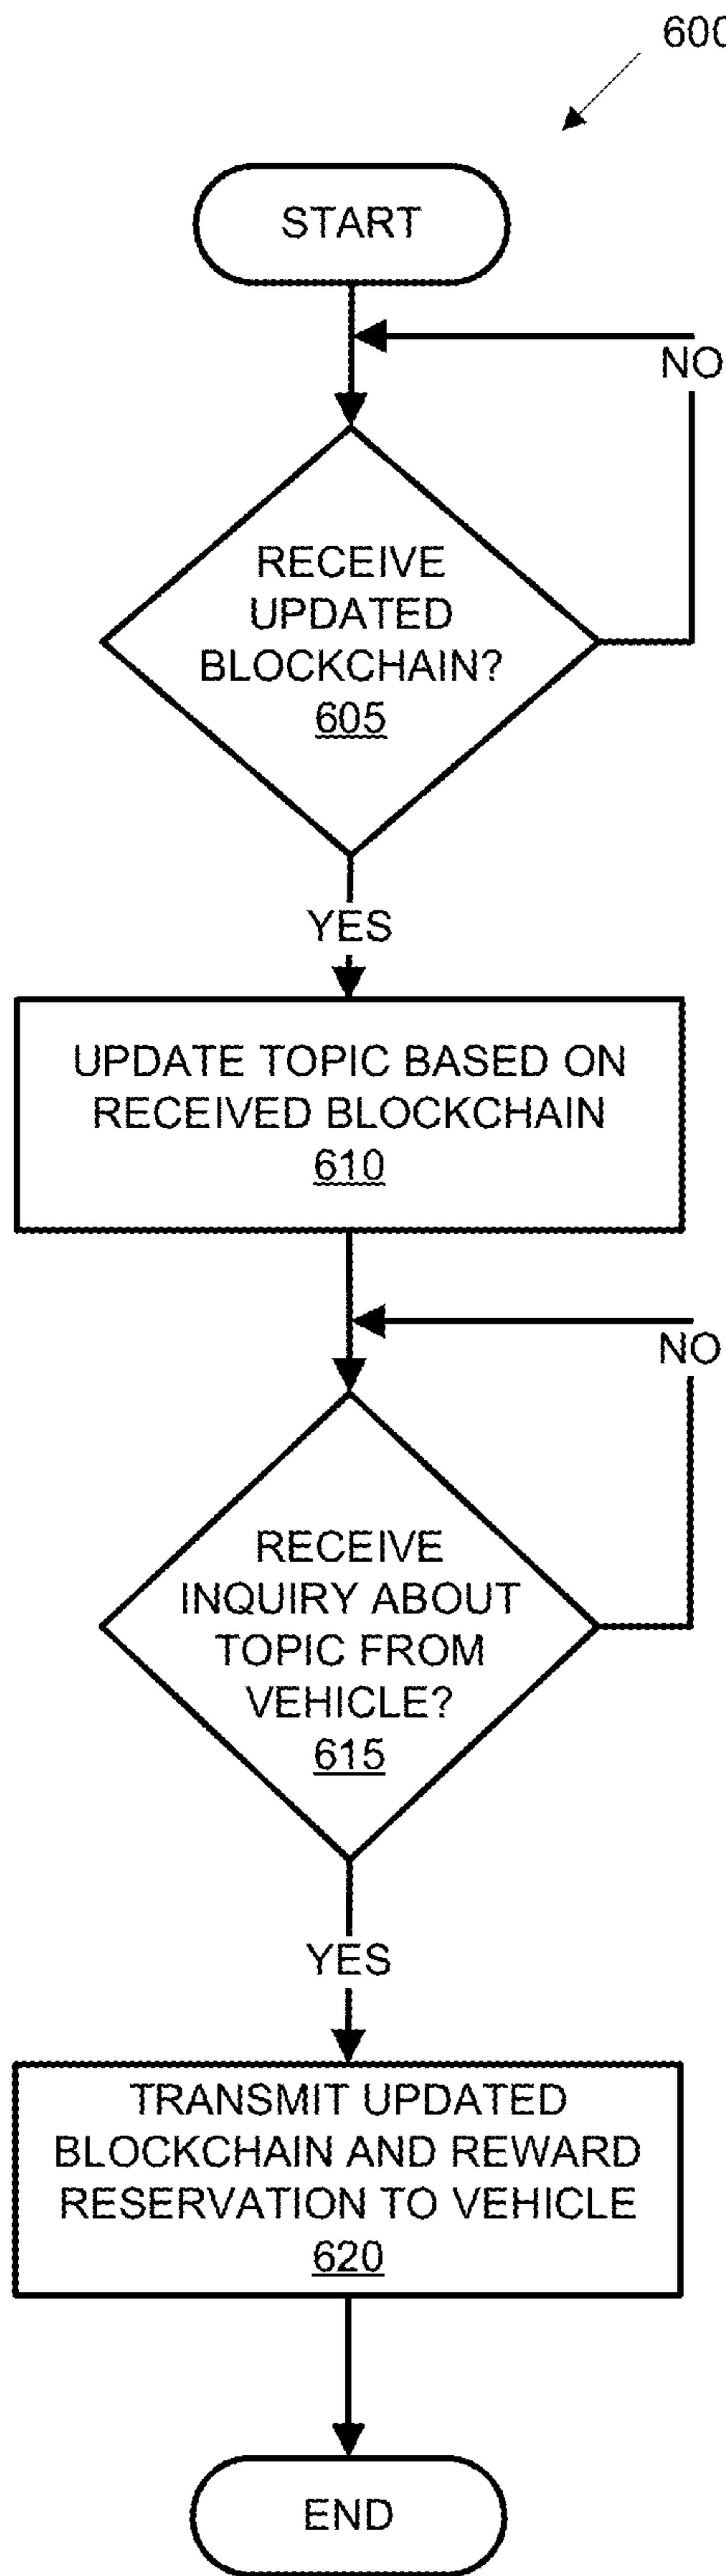 600
START
NO
RECEIVE
UPDATED
BLOCKCHAIN?
605
YES
UPDATE TOPIC BASED ON
RECEIVED BLOCKCHAIN
610
NO
RECEIVE
INQUIRY ABOUT
TOPIC FROM
VEHICLE?
615
YES
TRANSMIT UPDATED
BLOCKCHAIN AND REWARD
RESERVATION TO VEHICLE
620
END